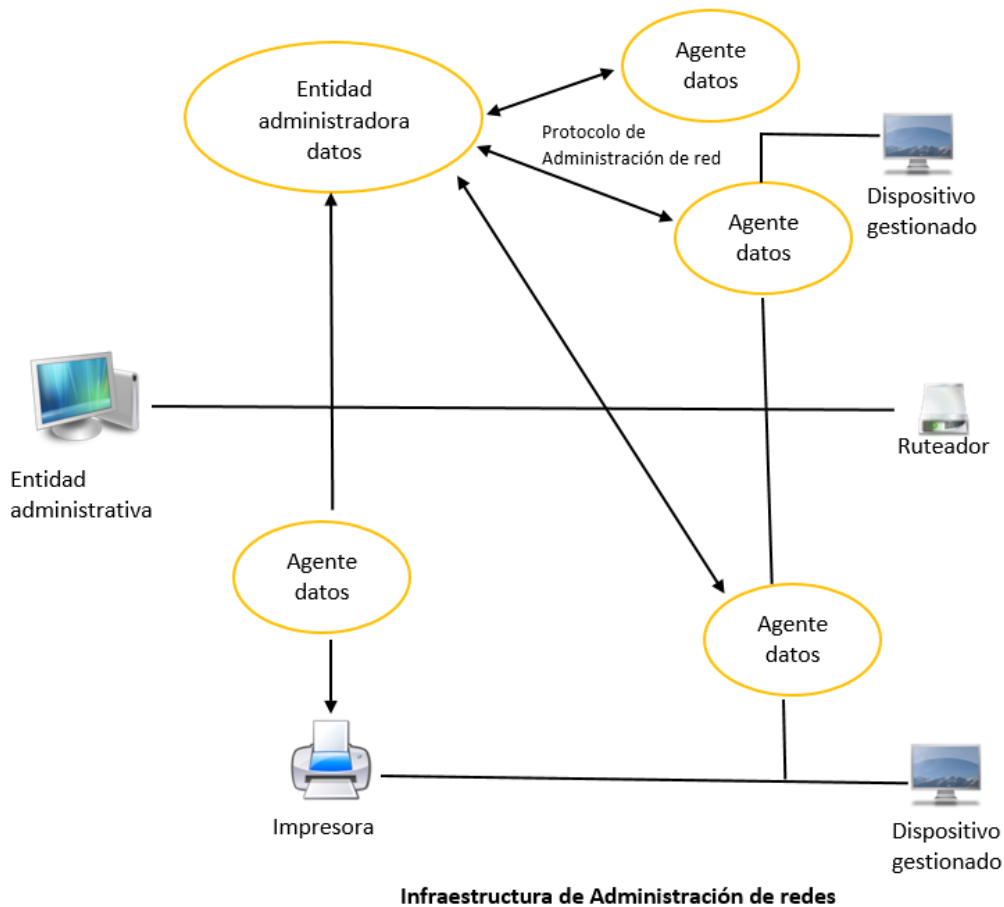 Agente
datos
Entidad
administradora
datos
Protocolo de
Administración de red
Dispositivo
gestionado
Agente
datos
Ruteador
Entidad
administrativa
Agente
datos
Agente
datos
Impresora
Dispositivo
gestionado
Infraestructura de Administración de redes